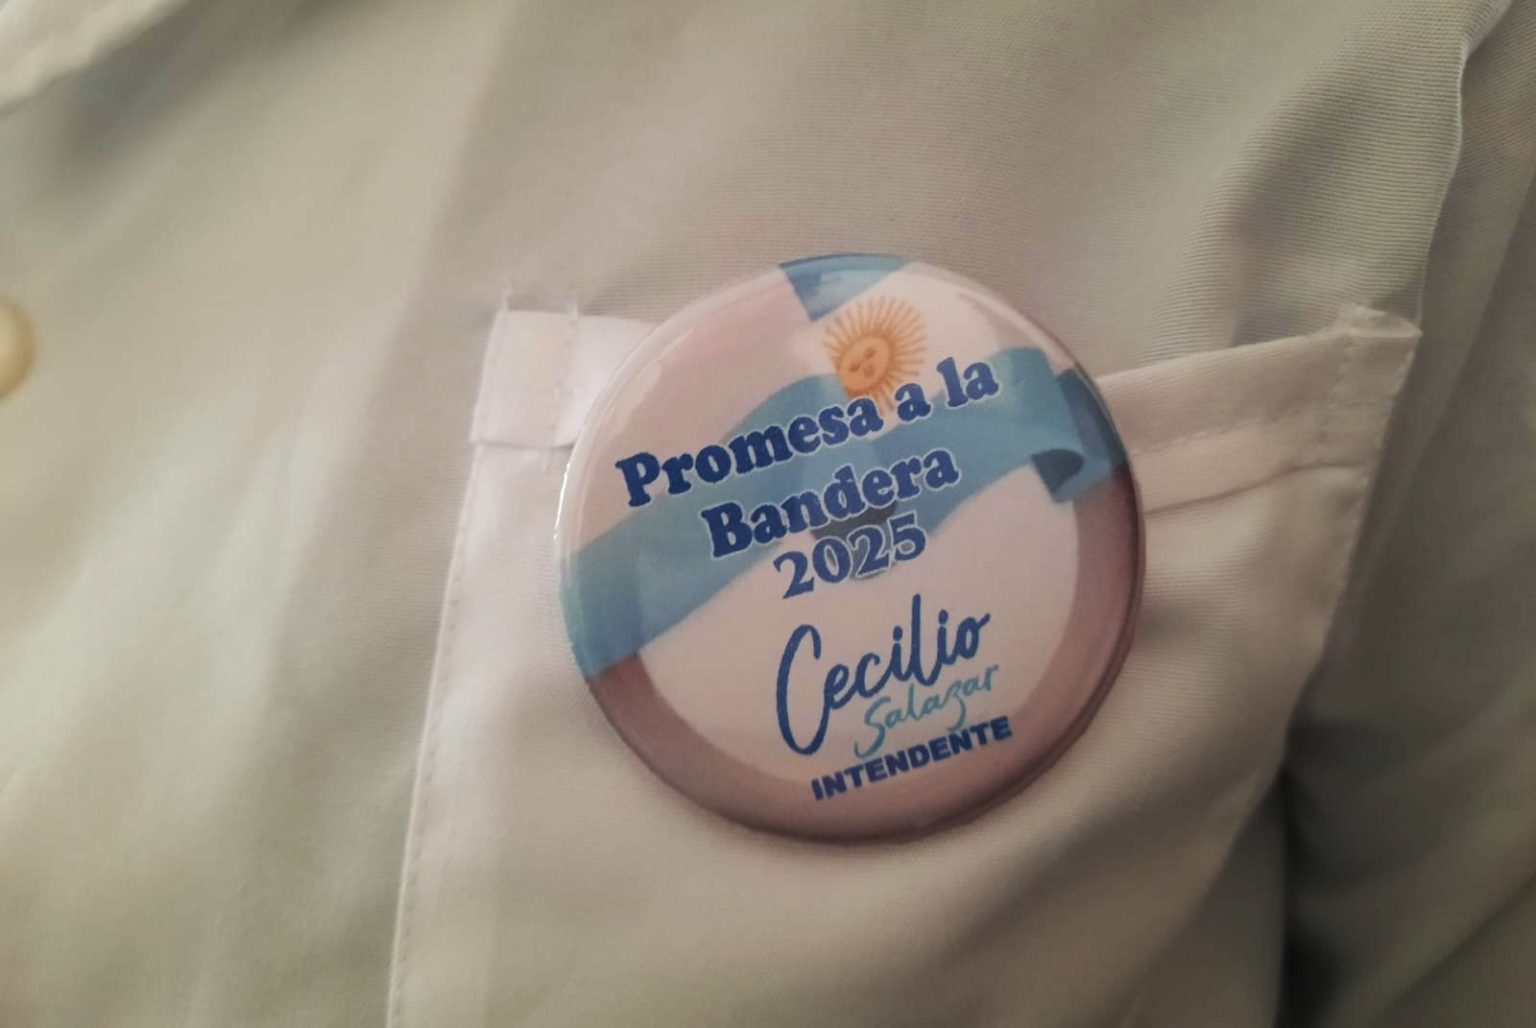 Promesa a la
Bandera
2025
Cecilio
Salazar
INTENDENTE